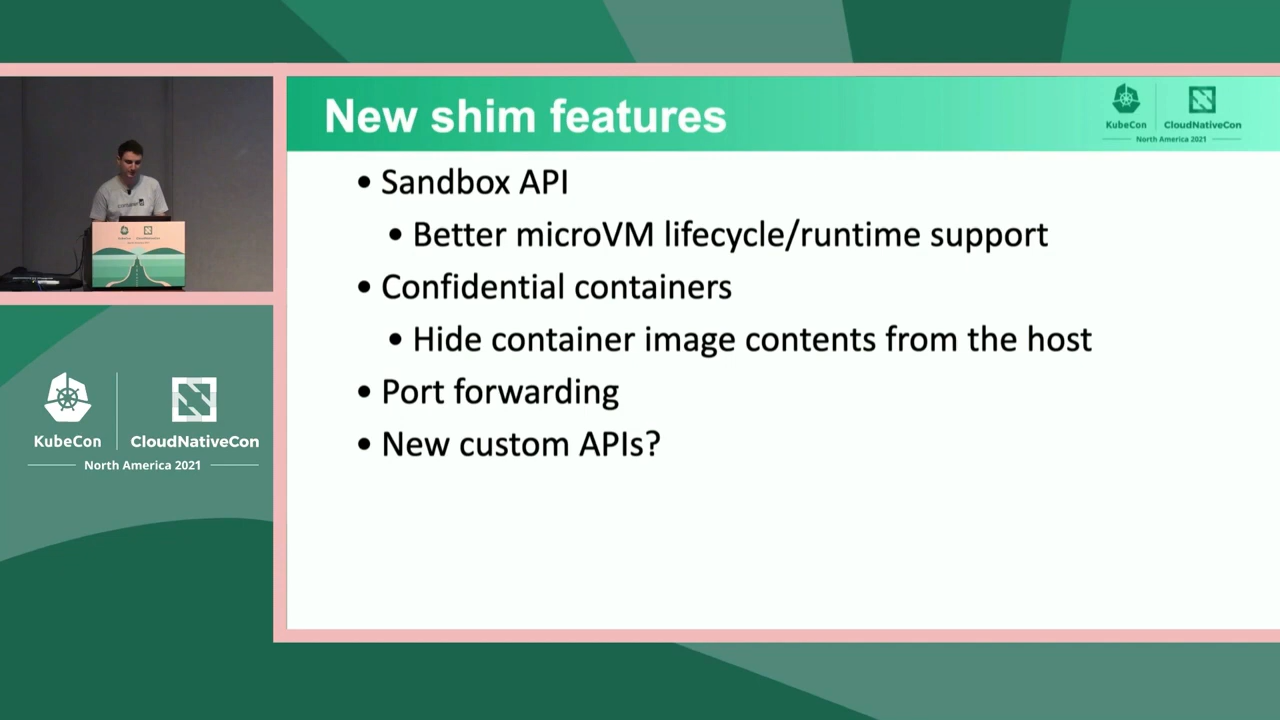 New shim features
KubeCon
CloudNativeCon
North America 2021
• Sandbox API
• Better microVM lifecycle/runtime support
• Confidential containers
• Hide container image contents from the host
• Port forwarding
• New custom APIs?
KubeCon
CloudNativeCon
North America 2021